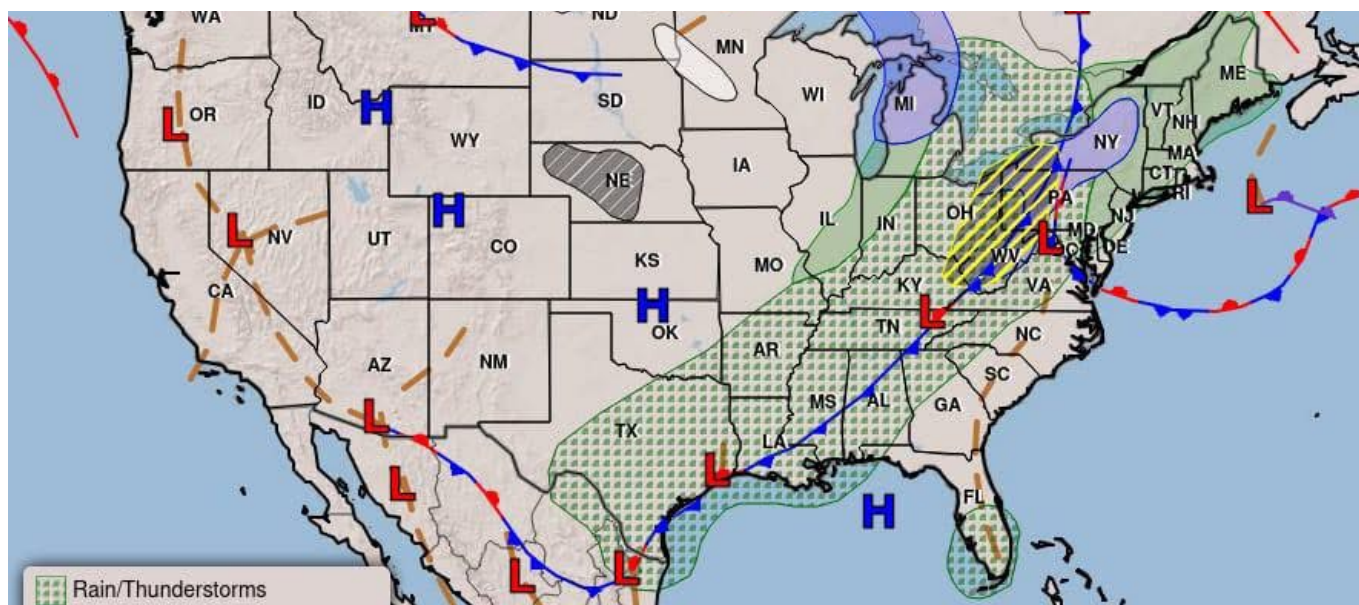 WA
MT
L
ND
MN
L
ID
H
OR
L
SD
WI
MI
ME
VT
NH
NY
WY
IA
NE
MA
CT
RI
PA
OH
IL
IN
NJ
L
H
L
NV
UT
CO
MD
DE
DC
L
WV
CA
KS
MO
KY
VA
H
OK
L
TN
NC
AZ
NM
AR
SC
MS
AL
GA
L
TX
LA
L
L
FL
H
L
L
Rain/Thunderstorms